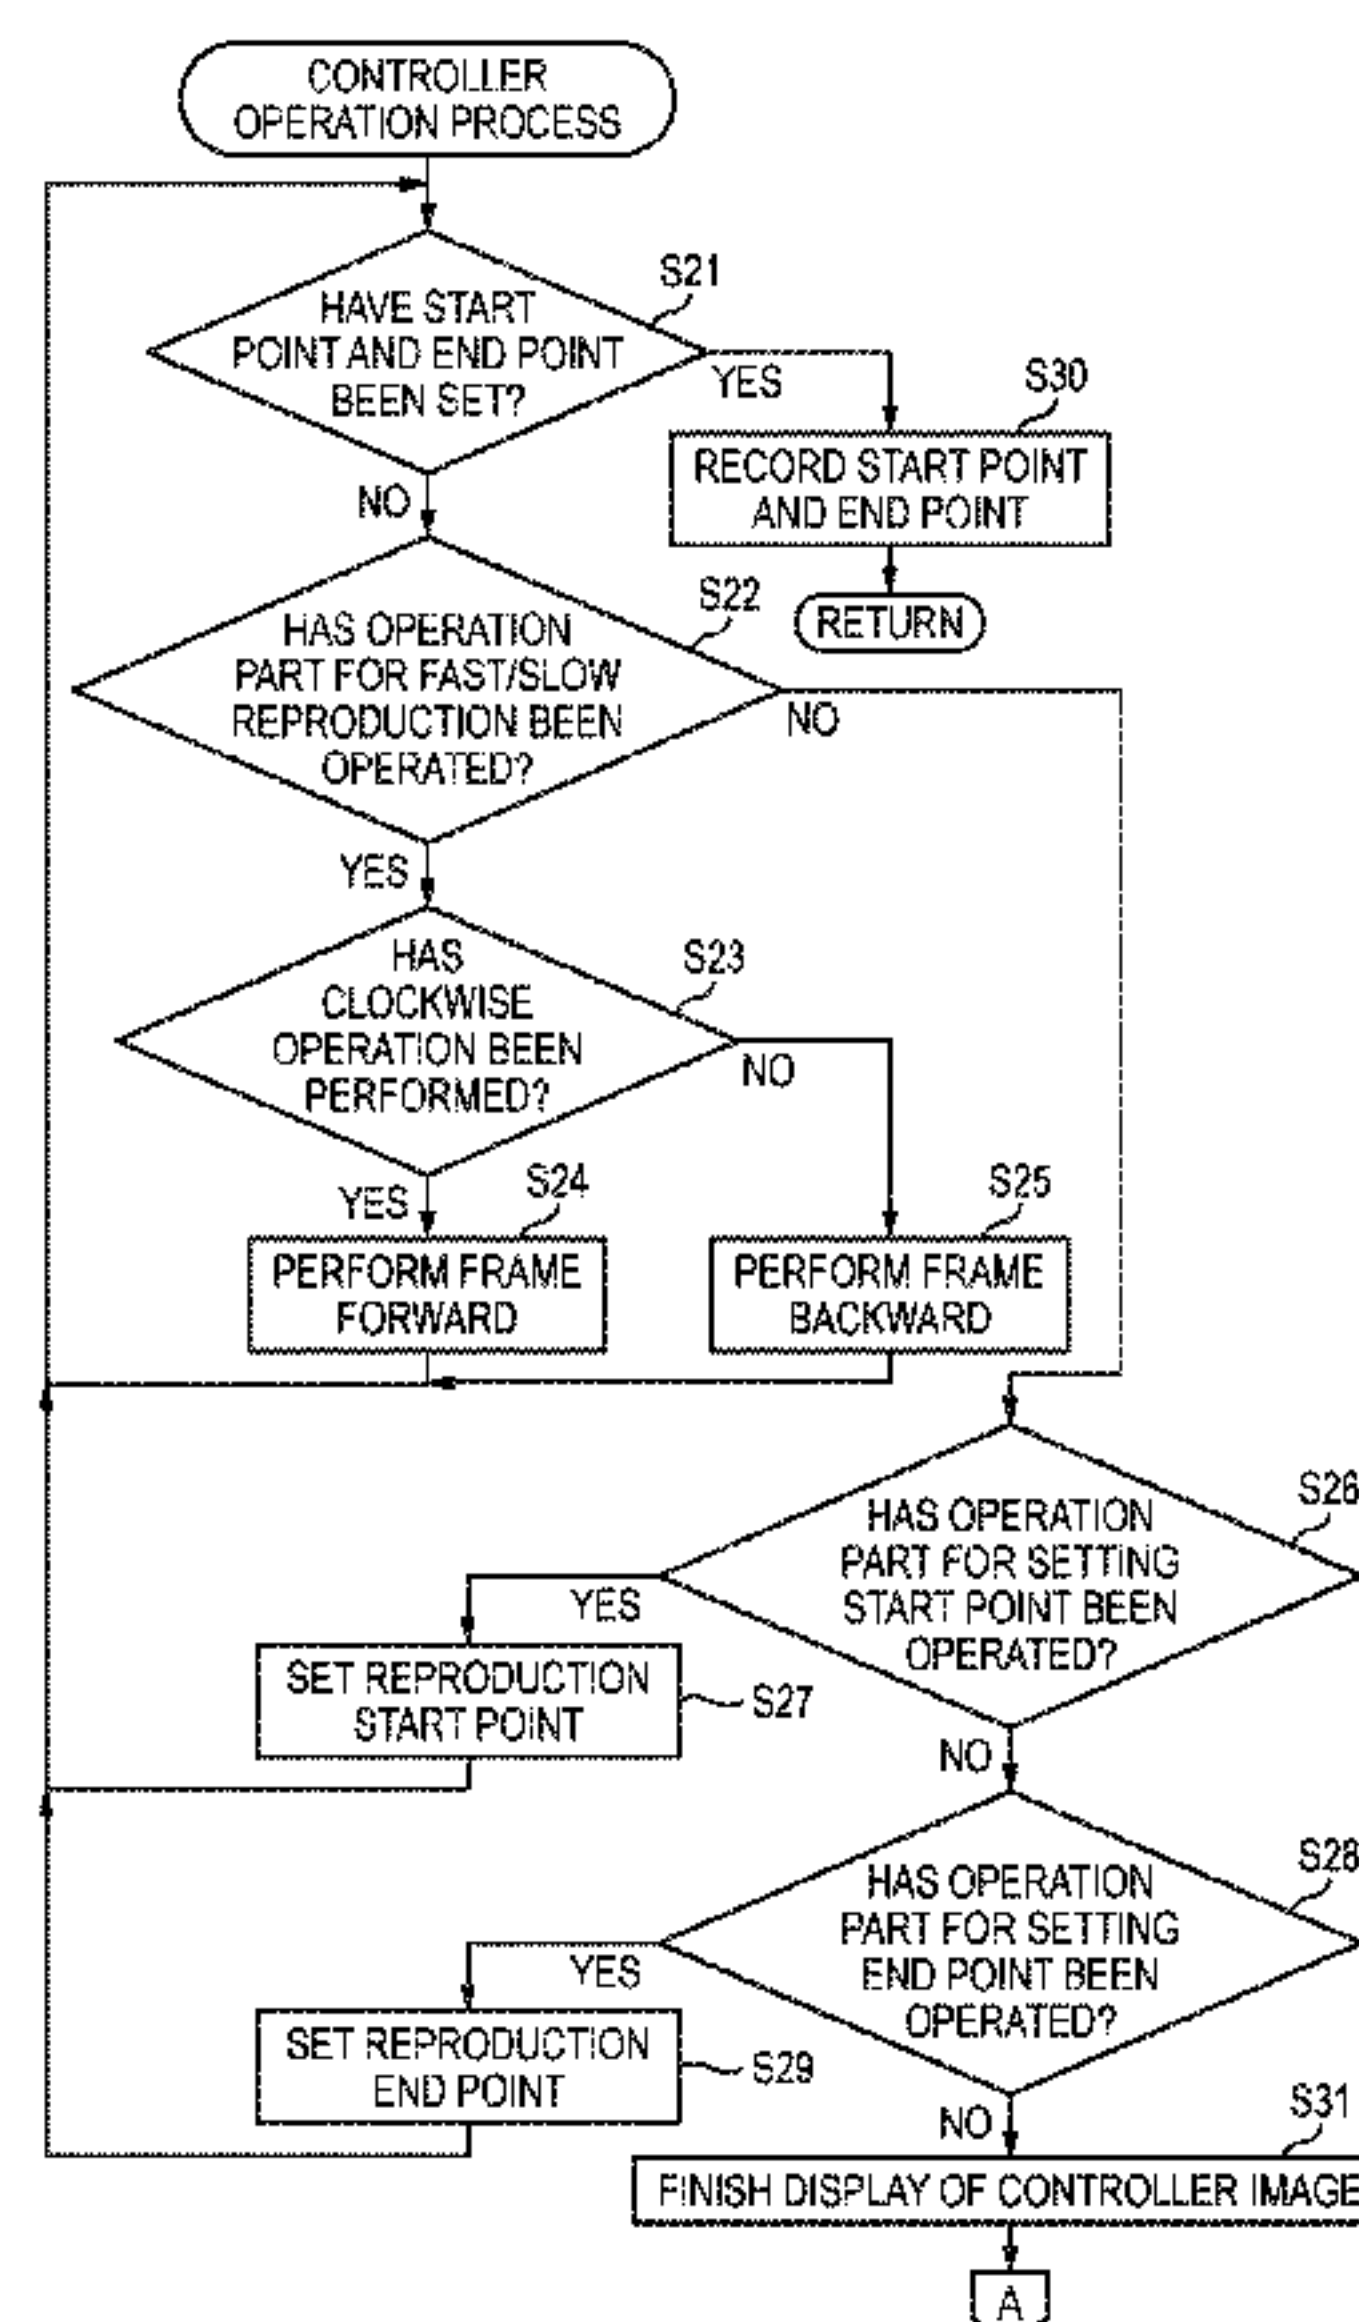 CONTROLLER
OPERATION PROCESS
S21
HAVE START
POINT AND END POINT
BEEN SET?
YES
S30
RECORD START POINT
AND END POINT
NO
RETURN
S22
HAS OPERATION
PART FOR FAST/SLOW
REPRODUCTION BEEN
OPERATED?
NO
YES
S23
HAS
CLOCKWISE
OPERATION BEEN
PERFORMED?
NO
YES
S24
PERFORM FRAME
FORWARD
S25
PERFORM FRAME
BACKWARD
S26
HAS OPERATION
PART FOR SETTING
START POINT BEEN
OPERATED?
YES
SET REPRODUCTION
START POINT
S27
NO
S28
HAS OPERATION
PART FOR SETTING
END POINT BEEN
OPERATED?
YES
SET REPRODUCTION
END POINT
S29
NO
S31
FINISH DISPLAY OF CONTROLLER IMAGE
A